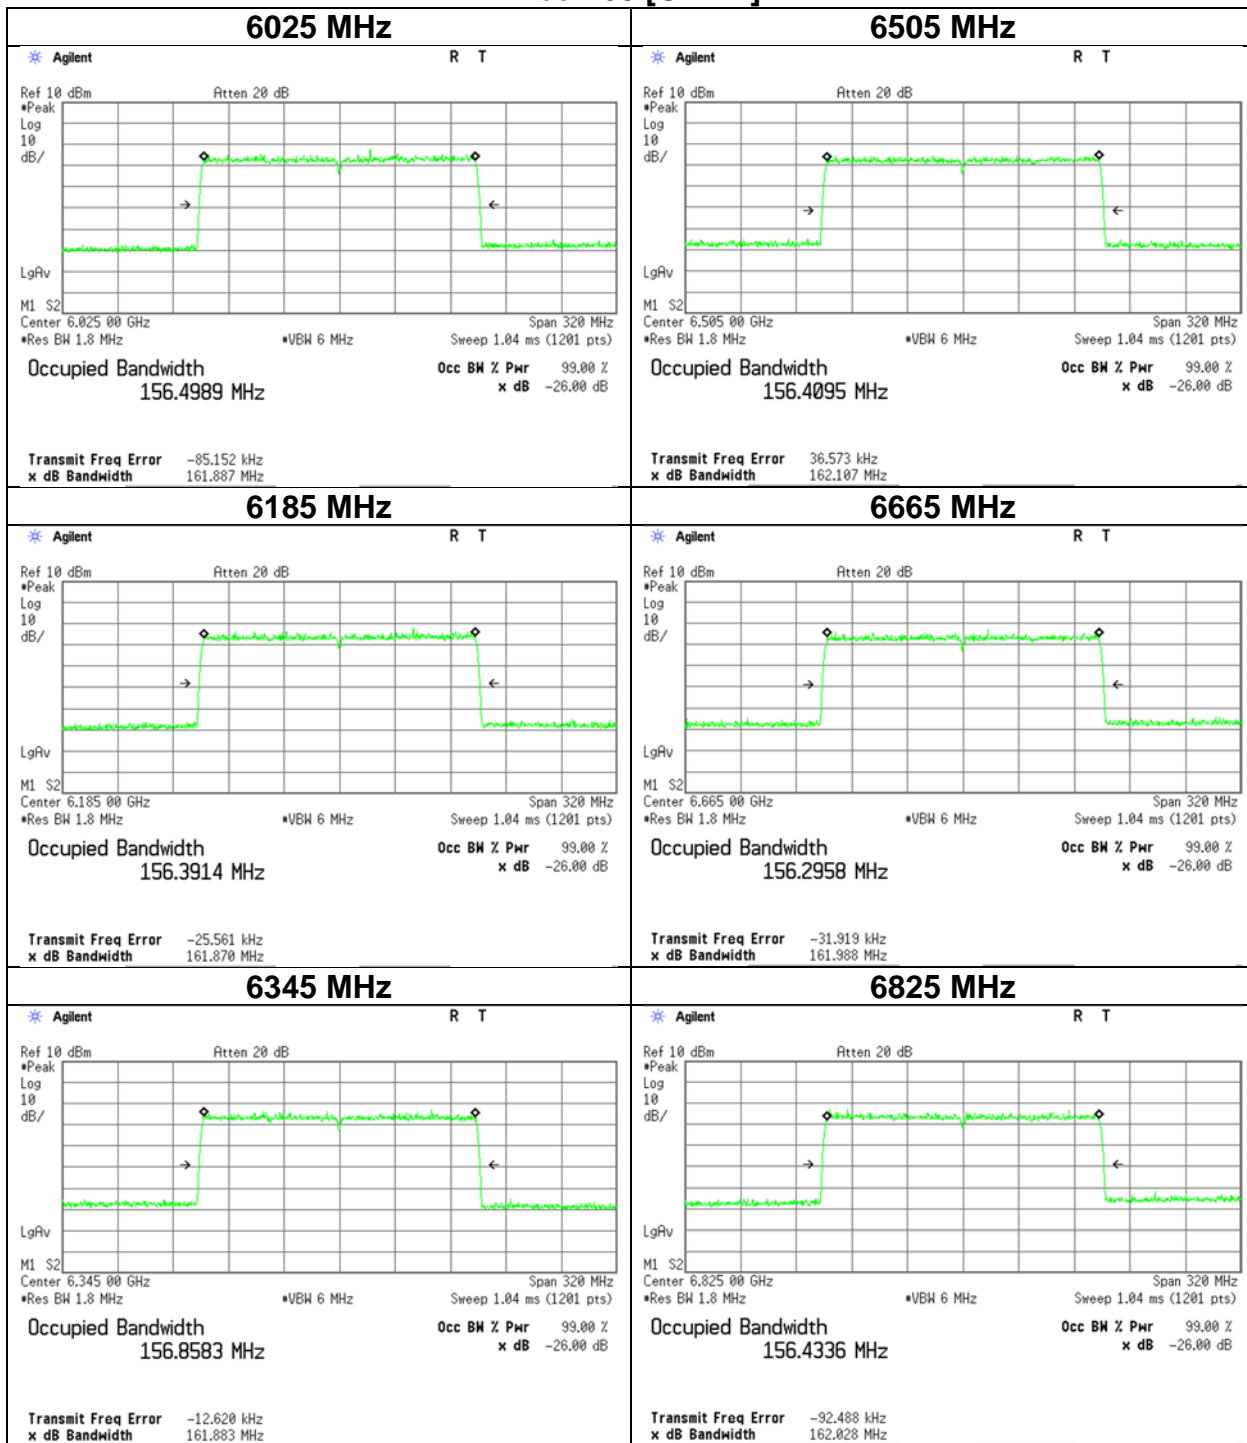 6025 MHz
Agilent R T
Ref 10 dBm Atten 20 dB
#Peak
Log
10
dB/
LgAv
M1 S2
Center 6.025 00 GHz Span 320 MHz
#Res BW 1.8 MHz #VBW 6 MHz Sweep 1.04 ms (1201 pts)
Occupied Bandwidth Occ BW % Pwr 99.00 %
156.4989 MHz x dB -26.00 dB
Transmit Freq Error -85.152 kHz
x dB Bandwidth 161.887 MHz
6505 MHz
Agilent R T
Ref 10 dBm Atten 20 dB
#Peak
Log
10
dB/
LgAv
M1 S2
Center 6.505 00 GHz Span 320 MHz
#Res BW 1.8 MHz #VBW 6 MHz Sweep 1.04 ms (1201 pts)
Occupied Bandwidth Occ BW % Pwr 99.00 %
156.4095 MHz x dB -26.00 dB
Transmit Freq Error 36.573 kHz
x dB Bandwidth 162.107 MHz
6185 MHz
Agilent R T
Ref 10 dBm Atten 20 dB
#Peak
Log
10
dB/
LgAv
M1 S2
Center 6.185 00 GHz Span 320 MHz
#Res BW 1.8 MHz #VBW 6 MHz Sweep 1.04 ms (1201 pts)
Occupied Bandwidth Occ BW % Pwr 99.00 %
156.3914 MHz x dB -26.00 dB
Transmit Freq Error -25.561 kHz
x dB Bandwidth 161.870 MHz
6665 MHz
Agilent R T
Ref 10 dBm Atten 20 dB
#Peak
Log
10
dB/
LgAv
M1 S2
Center 6.665 00 GHz Span 320 MHz
#Res BW 1.8 MHz #VBW 6 MHz Sweep 1.04 ms (1201 pts)
Occupied Bandwidth Occ BW % Pwr 99.00 %
156.2958 MHz x dB -26.00 dB
Transmit Freq Error -31.919 kHz
x dB Bandwidth 161.988 MHz
6345 MHz
Agilent R T
Ref 10 dBm Atten 20 dB
#Peak
Log
10
dB/
LgAv
M1 S2
Center 6.345 00 GHz Span 320 MHz
#Res BW 1.8 MHz #VBW 6 MHz Sweep 1.04 ms (1201 pts)
Occupied Bandwidth Occ BW % Pwr 99.00 %
156.8583 MHz x dB -26.00 dB
Transmit Freq Error -12.620 kHz
x dB Bandwidth 161.883 MHz
6825 MHz
Agilent R T
Ref 10 dBm Atten 20 dB
#Peak
Log
10
dB/
LgAv
M1 S2
Center 6.825 00 GHz Span 320 MHz
#Res BW 1.8 MHz #VBW 6 MHz Sweep 1.04 ms (1201 pts)
Occupied Bandwidth Occ BW % Pwr 99.00 %
156.4336 MHz x dB -26.00 dB
Transmit Freq Error -92.488 kHz
x dB Bandwidth 162.028 MHz